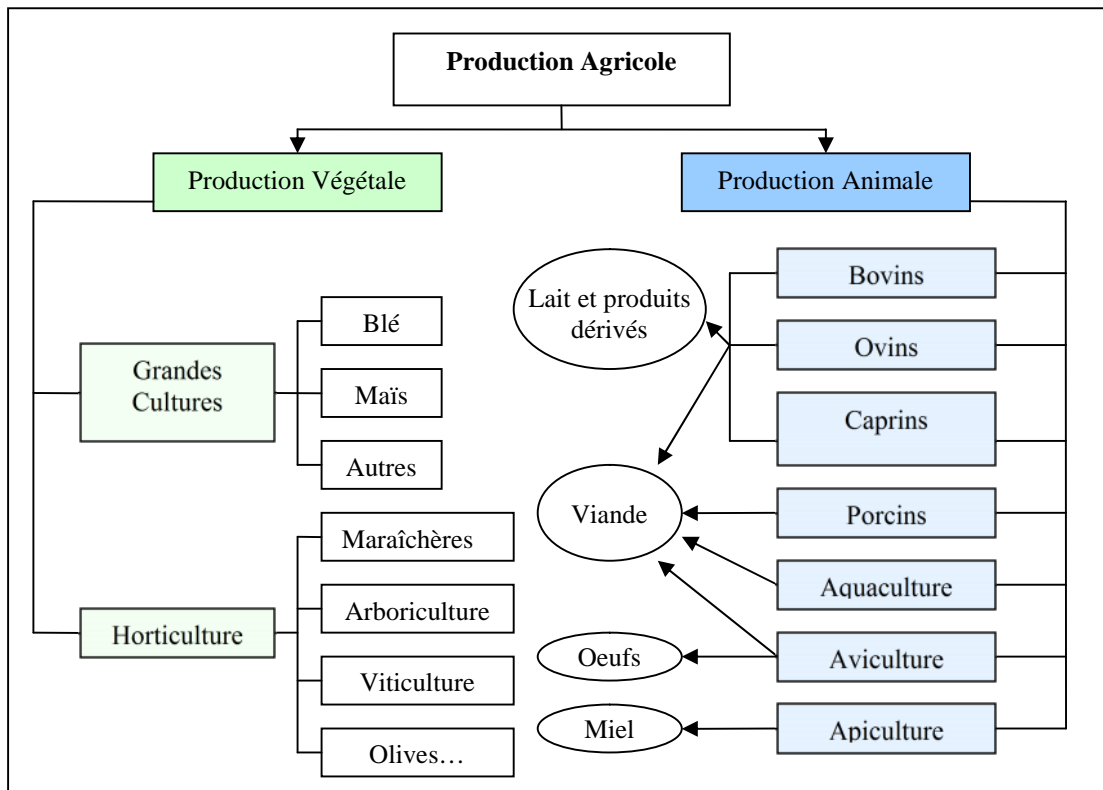 Production Agricole
Production Végétale
Production Animale
Grandes
Cultures
Blé
Maïs
Autres
Horticulture
Maraîchères
Arboriculture
Viticulture
Olives…
Lait et produits
dérivés
Viande
Oeufs
Miel
Bovins
Ovins
Caprins
Porcins
Aquaculture
Aviculture
Apiculture